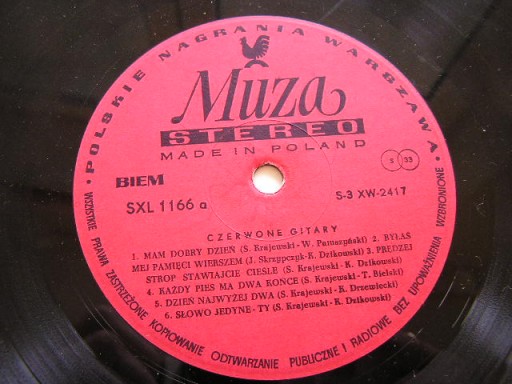 • POLSKIE NAGRANIA WARSZAWA •
Muza
STEREO
MADE IN POLAND
BIEM
S 33
SXL 1166 a
S-3 XW-2417
CZERWONE GITARY
1. MAM DOBRY DZIEŃ (S. Krajewski-W. Patuszyński) 2. BYŁAŚ
MEJ PAMIĘCI WIERSZEM (J. Skrzypczyk-K. Dzikowski) 3. PRĘDZEJ
STROP STAWIAJCIE CIEŚLE (S. Krajewski-K. Dzikowski)
4. KAŻDY PIES MA DWA KOŃCE (S. Krajewski-T. Bielski)
5. DZIEŃ NAJWYŻEJ DWA (S. Krajewski-K. Drzewiecki)
6. SŁOWO JEDYNE-TY (S. Krajewski-K. Dzikowski)
WSZYSTKIE PRAWA ZASTRZEŻONE KOPIOWANIE ODTWARZANIE PUBLICZNE I RADIOWE BEZ UPOWAŻNIENIA WZBRONIONE